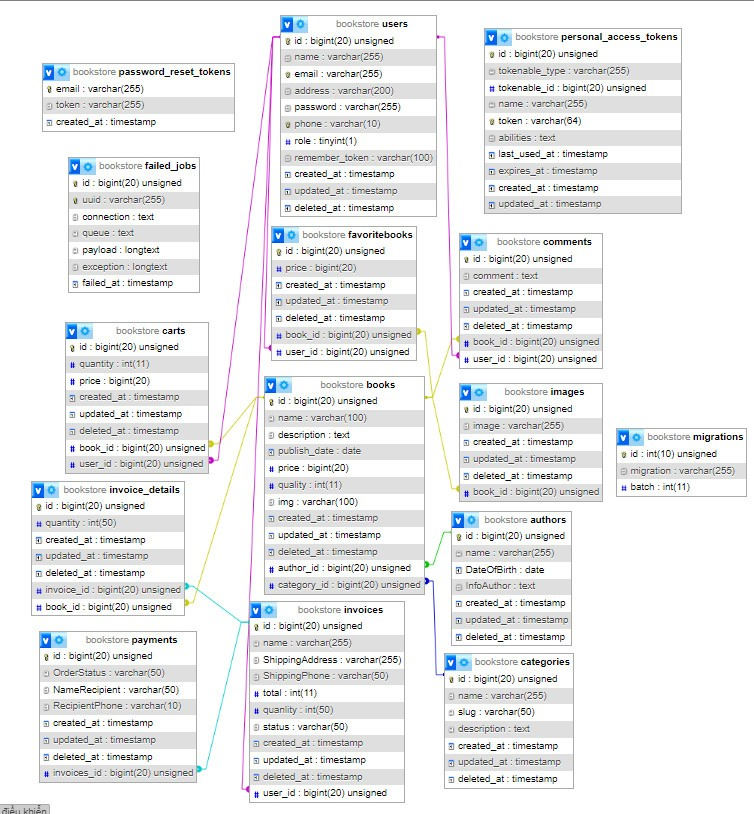 bookstore users
id : bigint(20) unsigned
name : varchar(255)
email : varchar(255)
address : varchar(200)
password : varchar(255)
phone : varchar(10)
role : tinyint(1)
remember_token : varchar(100)
created_at : timestamp
updated_at : timestamp
deleted_at : timestamp
bookstore personal_access_tokens
id : bigint(20) unsigned
tokenable_type : varchar(255)
tokenable_id : bigint(20) unsigned
name : varchar(255)
token : varchar(64)
abilities : text
last_used_at : timestamp
expires_at : timestamp
created_at : timestamp
updated_at : timestamp
bookstore password_reset_tokens
email : varchar(255)
token : varchar(255)
created_at : timestamp
bookstore failed_jobs
id : bigint(20) unsigned
uuid : varchar(255)
connection : text
queue : text
payload : longtext
exception : longtext
failed_at : timestamp
bookstore favoritebooks
id : bigint(20) unsigned
price : bigint(20)
created_at : timestamp
updated_at : timestamp
deleted_at : timestamp
book_id : bigint(20) unsigned
user_id : bigint(20) unsigned
bookstore comments
id : bigint(20) unsigned
comment : text
created_at : timestamp
updated_at : timestamp
deleted_at : timestamp
book_id : bigint(20) unsigned
user_id : bigint(20) unsigned
bookstore carts
id : bigint(20) unsigned
quantity : int(11)
price : bigint(20)
created_at : timestamp
updated_at : timestamp
deleted_at : timestamp
book_id : bigint(20) unsigned
user_id : bigint(20) unsigned
bookstore books
id : bigint(20) unsigned
name : varchar(100)
description : text
publish_date : date
price : bigint(20)
quality : int(11)
img : varchar(100)
created_at : timestamp
updated_at : timestamp
deleted_at : timestamp
author_id : bigint(20) unsigned
category_id : bigint(20) unsigned
bookstore images
id : bigint(20) unsigned
image : varchar(255)
created_at : timestamp
updated_at : timestamp
deleted_at : timestamp
book_id : bigint(20) unsigned
bookstore migrations
id : int(10) unsigned
migration : varchar(255)
batch : int(11)
bookstore invoice_details
id : bigint(20) unsigned
quantity : int(50)
created_at : timestamp
updated_at : timestamp
deleted_at : timestamp
invoice_id : bigint(20) unsigned
book_id : bigint(20) unsigned
bookstore authors
id : bigint(20) unsigned
name : varchar(255)
DateOfBirth : date
InfoAuthor : text
created_at : timestamp
updated_at : timestamp
deleted_at : timestamp
bookstore invoices
id : bigint(20) unsigned
name : varchar(255)
ShippingAddress : varchar(255)
ShippingPhone : varchar(50)
total : int(11)
quanlity : int(50)
status : varchar(50)
created_at : timestamp
updated_at : timestamp
deleted_at : timestamp
user_id : bigint(20) unsigned
bookstore payments
id : bigint(20) unsigned
OrderStatus : varchar(50)
NameRecipient : varchar(50)
RecipientPhone : varchar(10)
created_at : timestamp
updated_at : timestamp
deleted_at : timestamp
invoices_id : bigint(20) unsigned
bookstore categories
id : bigint(20) unsigned
name : varchar(255)
slug : varchar(50)
description : text
created_at : timestamp
updated_at : timestamp
deleted_at : timestamp
điều khiển